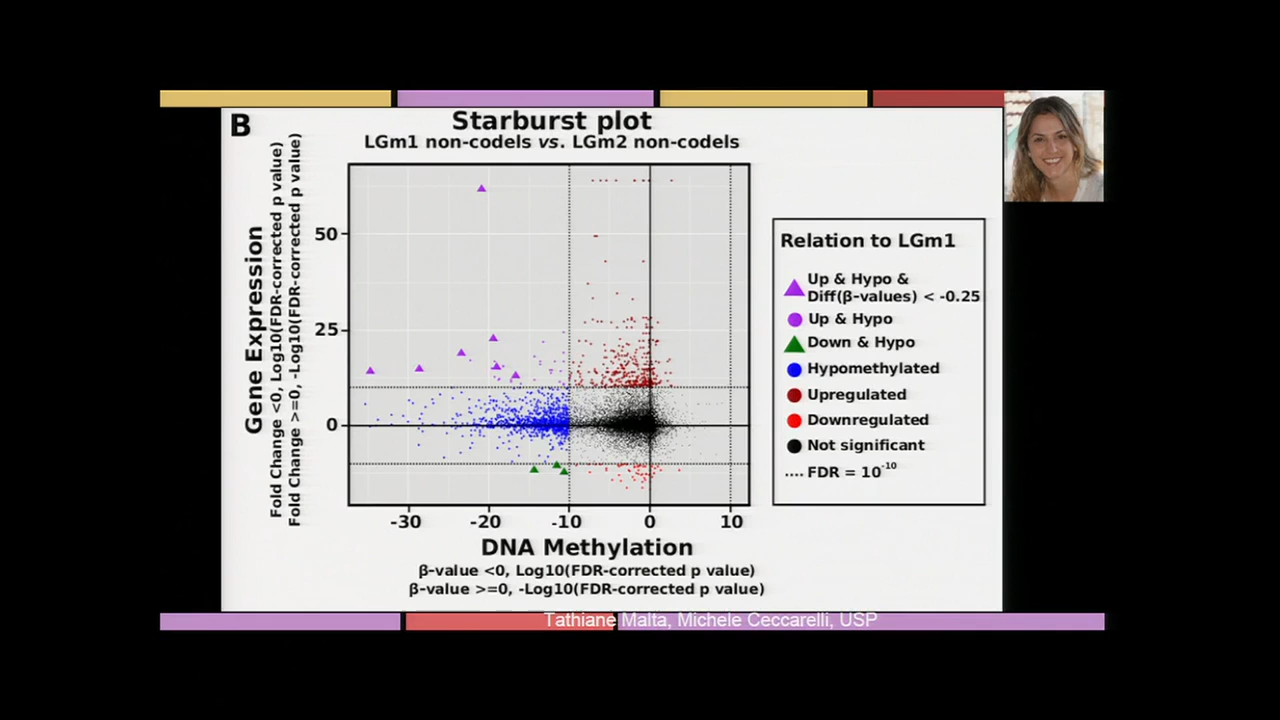 B
Starburst plot
LGm1 non-codels vs. LGm2 non-codels
Gene Expression
Fold Change <0, Log10(FDR-corrected p value)
Fold Change >=0, -Log10(FDR-corrected p value)
50
25
0
-30 -20 -10 0 10
DNA Methylation
β-value <0, Log10(FDR-corrected p value)
β-value >=0, -Log10(FDR-corrected p value)
Relation to LGm1
Up & Hypo &
Diff(β-values) < -0.25
Up & Hypo
Down & Hypo
Hypomethylated
Upregulated
Downregulated
Not significant
FDR = 10⁻¹⁰
Tathiane Malta, Michele Ceccarelli, USP